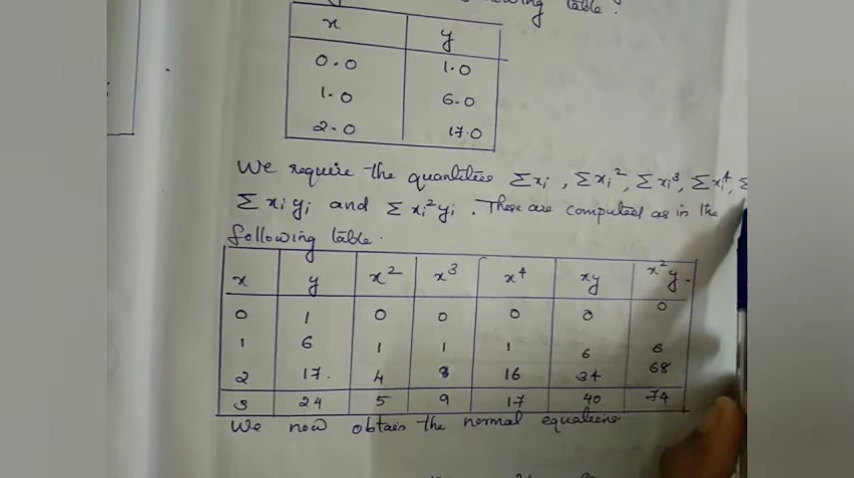 wing table.
x y
0.0 1.0
1.0 6.0
2.0 17.0
We require the quantities Σxi, Σxi², Σxi³, Σxi⁴, Σ
Σ xiyi and Σ xi²yi. These are computed as in the
following table.
x y x² x³ x⁴ xy x²y.
0 1 0 0 0 0 0
1 6 1 1 1 6 6
2 17. 4 8 16 34 68
3 24 5 9 17 40 74
We now obtain the normal equations